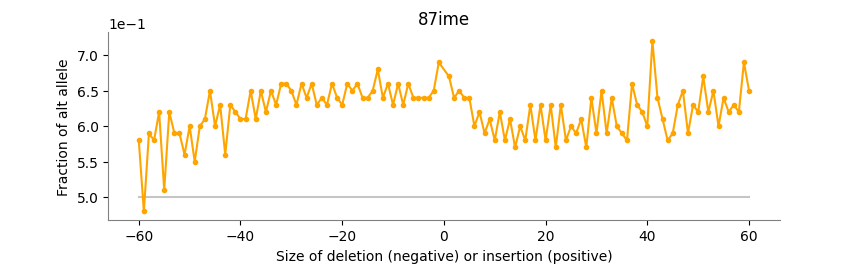 87ime
1e−1
7.0
6.5
6.0
5.5
5.0
Fraction of alt allele
−60 −40 −20 0 20 40 60
Size of deletion (negative) or insertion (positive)